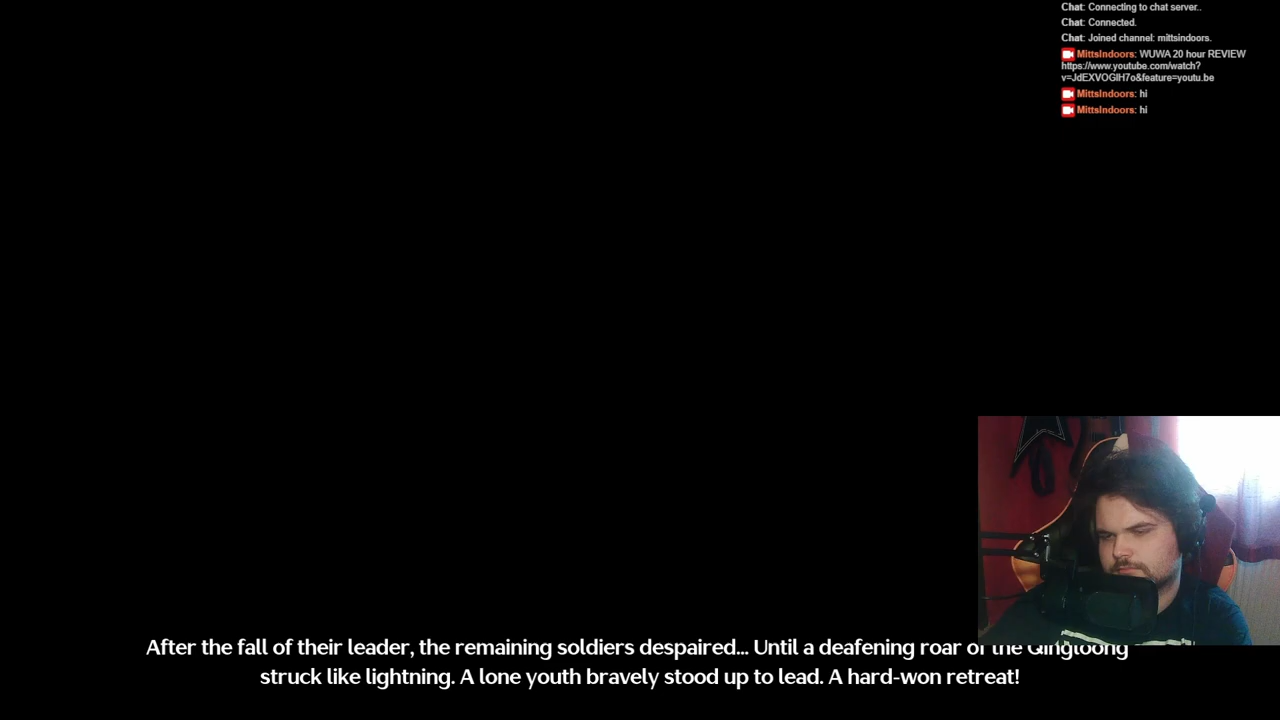 Chat: Connecting to chat server..
Chat: Connected.
Chat: Joined channel: mittsindoors.
MittsIndoors: WUWA 20 hour REVIEW
https://www.youtube.com/watch?
v=JdEXVOGlH7o&feature=youtu.be
MittsIndoors: hi
MittsIndoors: hi
After the fall of their leader, the remaining soldiers despaired... Until a deafening roar of the Qingloong
struck like lightning. A lone youth bravely stood up to lead. A hard-won retreat!